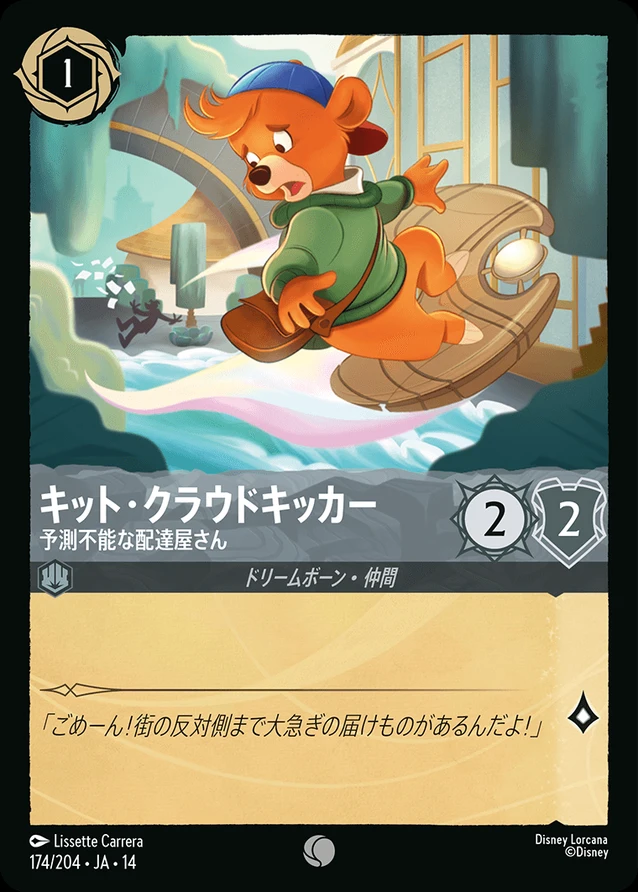 1
キット・クラウドキッカー
予測不能な配達屋さん
2
2
ドリームボーン・仲間
「ごめーん!街の反対側まで大急ぎの届けものがあるんだよ!」
Lissette Carrera
174/204・JA・14
Disney Lorcana
©Disney